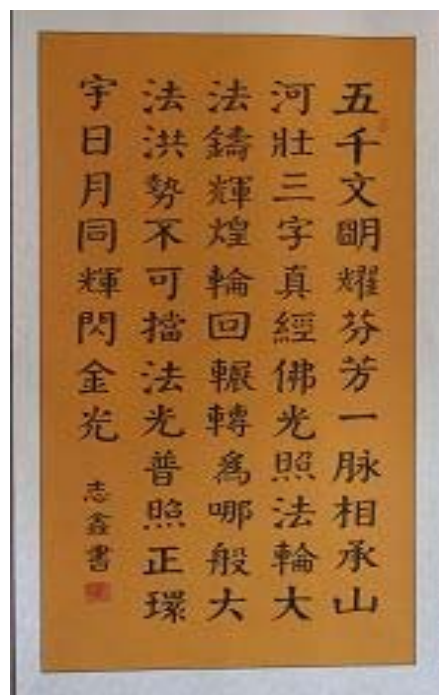 五千文明耀芬芳一脉相承山
河壯三字真經佛光照法輪大
法鑄輝煌輪回輾轉為哪般大
法洪勢不可擋法光普照正環
宇日月同輝閃金光
志鑫書